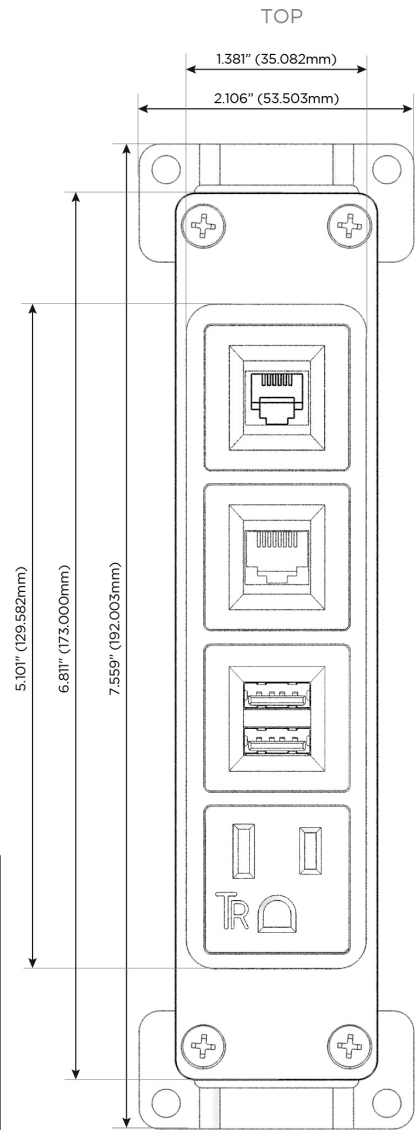 TOP
1.381” (35.082mm)
2.106” (53.503mm)
5.101” (129.582mm)
6.811” (173.000mm)
7.559” (192.003mm)
TR